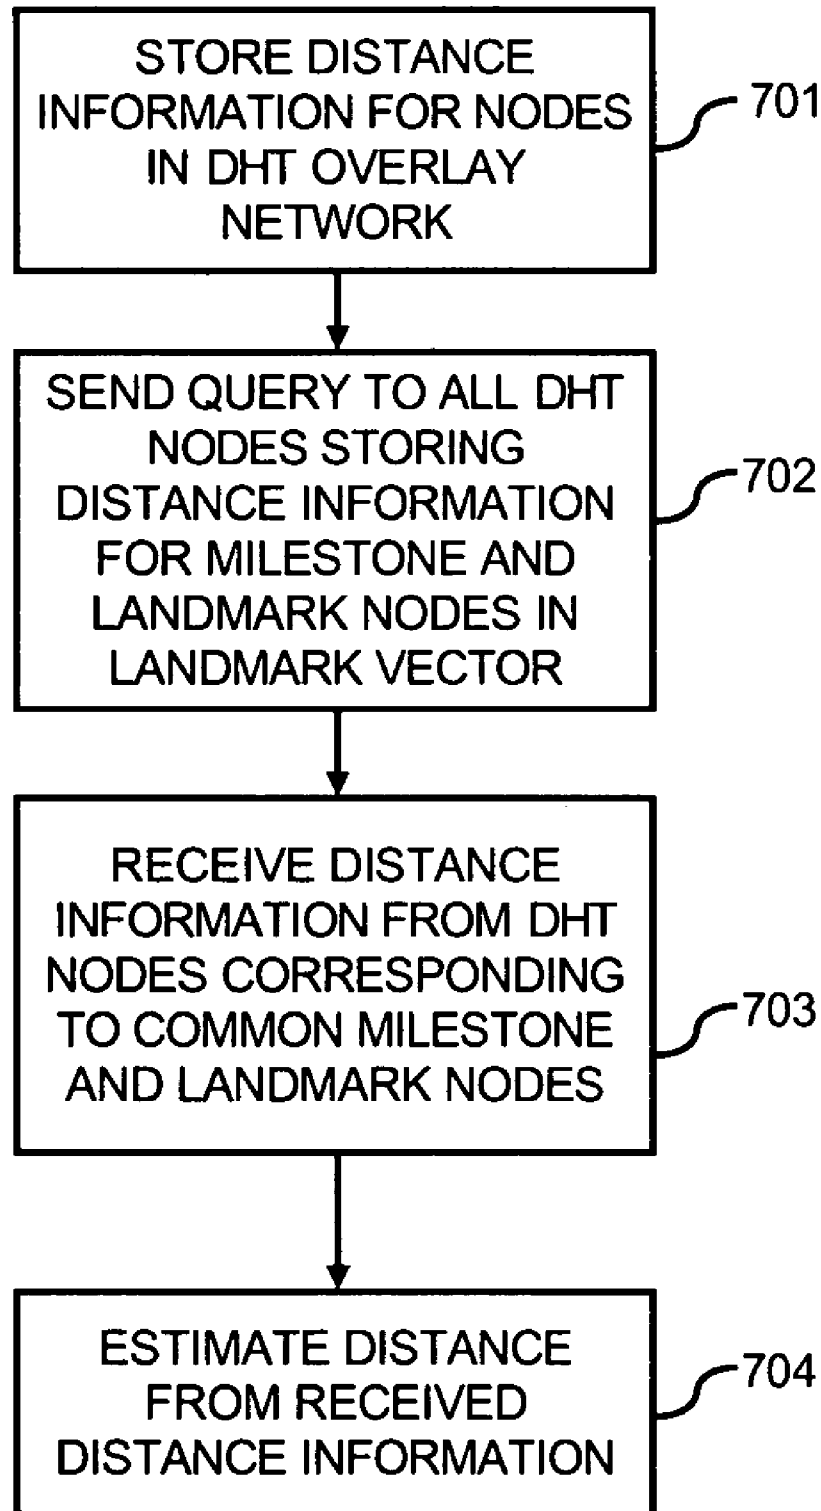 STORE DISTANCE
INFORMATION FOR NODES
IN DHT OVERLAY
NETWORK
701
SEND QUERY TO ALL DHT
NODES STORING
DISTANCE INFORMATION
FOR MILESTONE AND
LANDMARK NODES IN
LANDMARK VECTOR
702
RECEIVE DISTANCE
INFORMATION FROM DHT
NODES CORRESPONDING
TO COMMON MILESTONE
AND LANDMARK NODES
703
ESTIMATE DISTANCE
FROM RECEIVED
DISTANCE INFORMATION
704